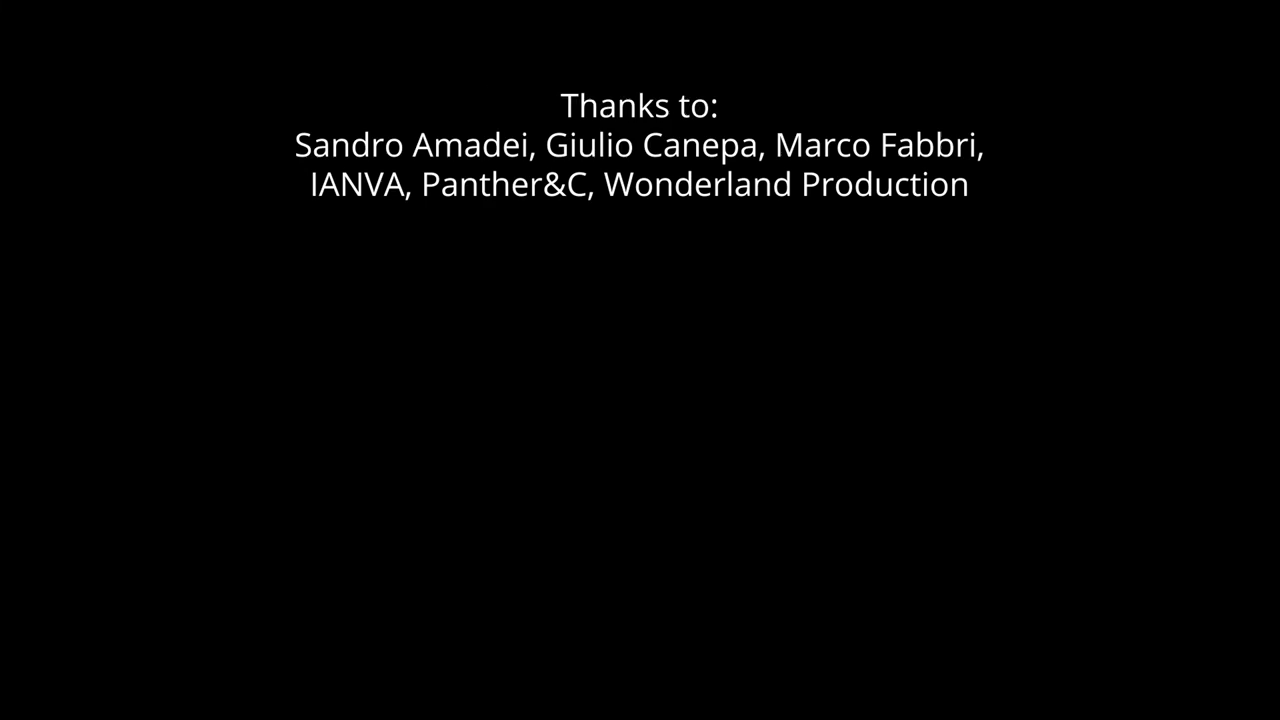 Thanks to:
Sandro Amadei, Giulio Canepa, Marco Fabbri,
IANVA, Panther&C, Wonderland Production